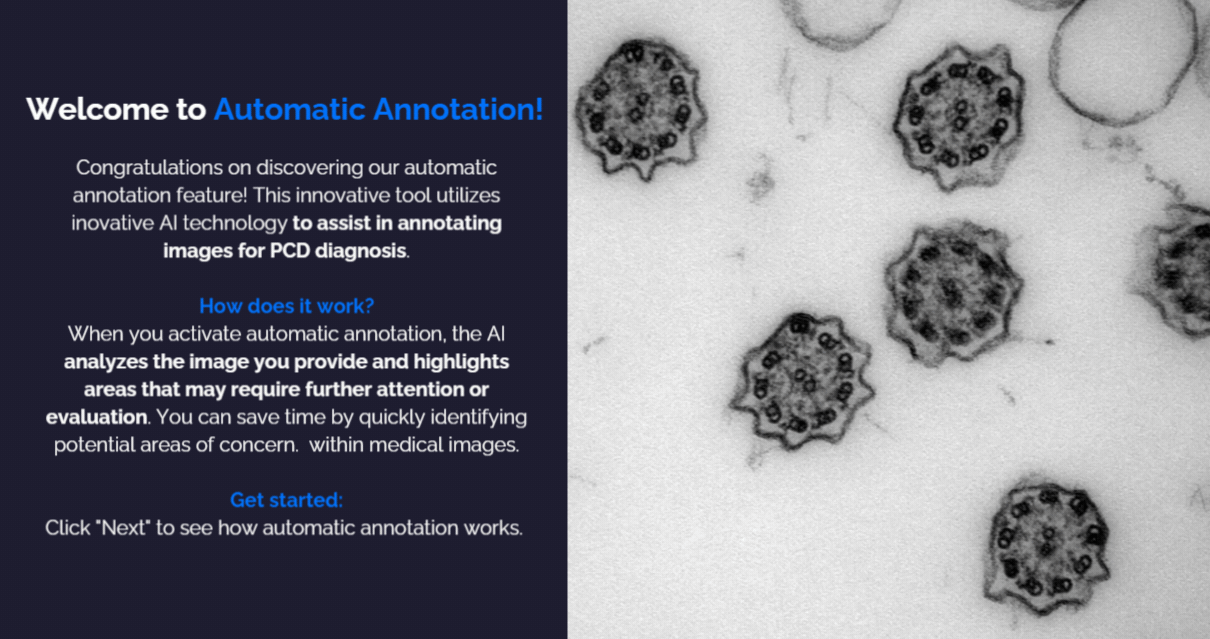 Welcome to Automatic Annotation!
Congratulations on discovering our automatic
annotation feature! This innovative tool utilizes
inovative AI technology to assist in annotating
images for PCD diagnosis.
How does it work?
When you activate automatic annotation, the AI
analyzes the image you provide and highlights
areas that may require further attention or
evaluation. You can save time by quickly identifying
potential areas of concern.  within medical images.
Get started:
Click "Next" to see how automatic annotation works.